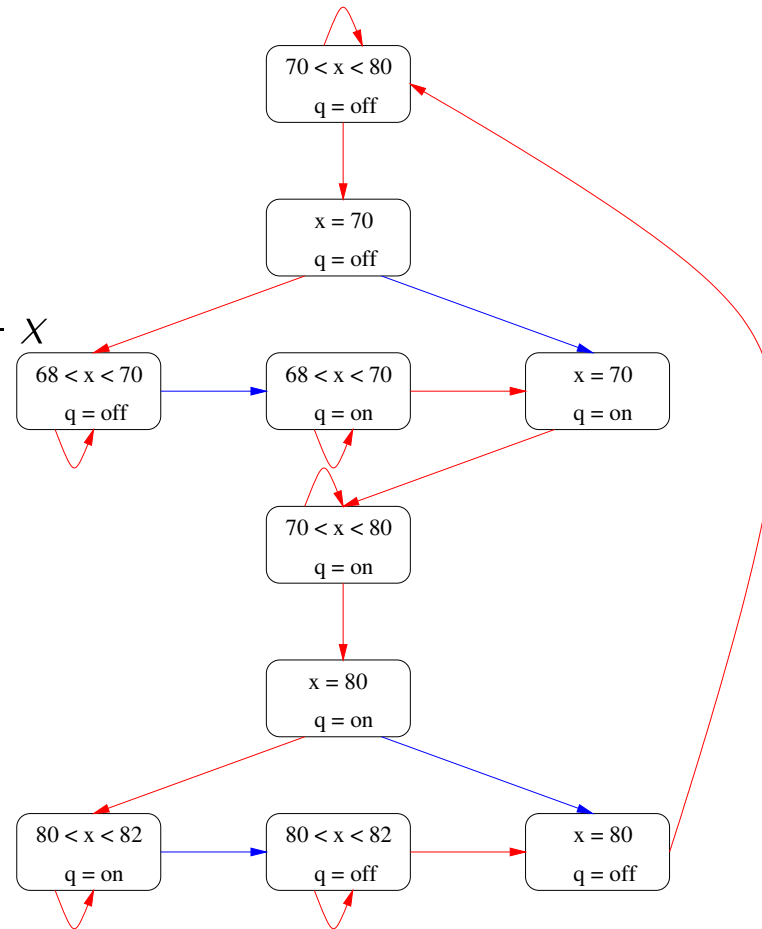 70 < x < 80
q = off
x = 70
q = off
- x
68 < x < 70
q = off
68 < x < 70
q = on
x = 70
q = on
70 < x < 80
q = on
x = 80
q = on
80 < x < 82
q = on
80 < x < 82
q = off
x = 80
q = off